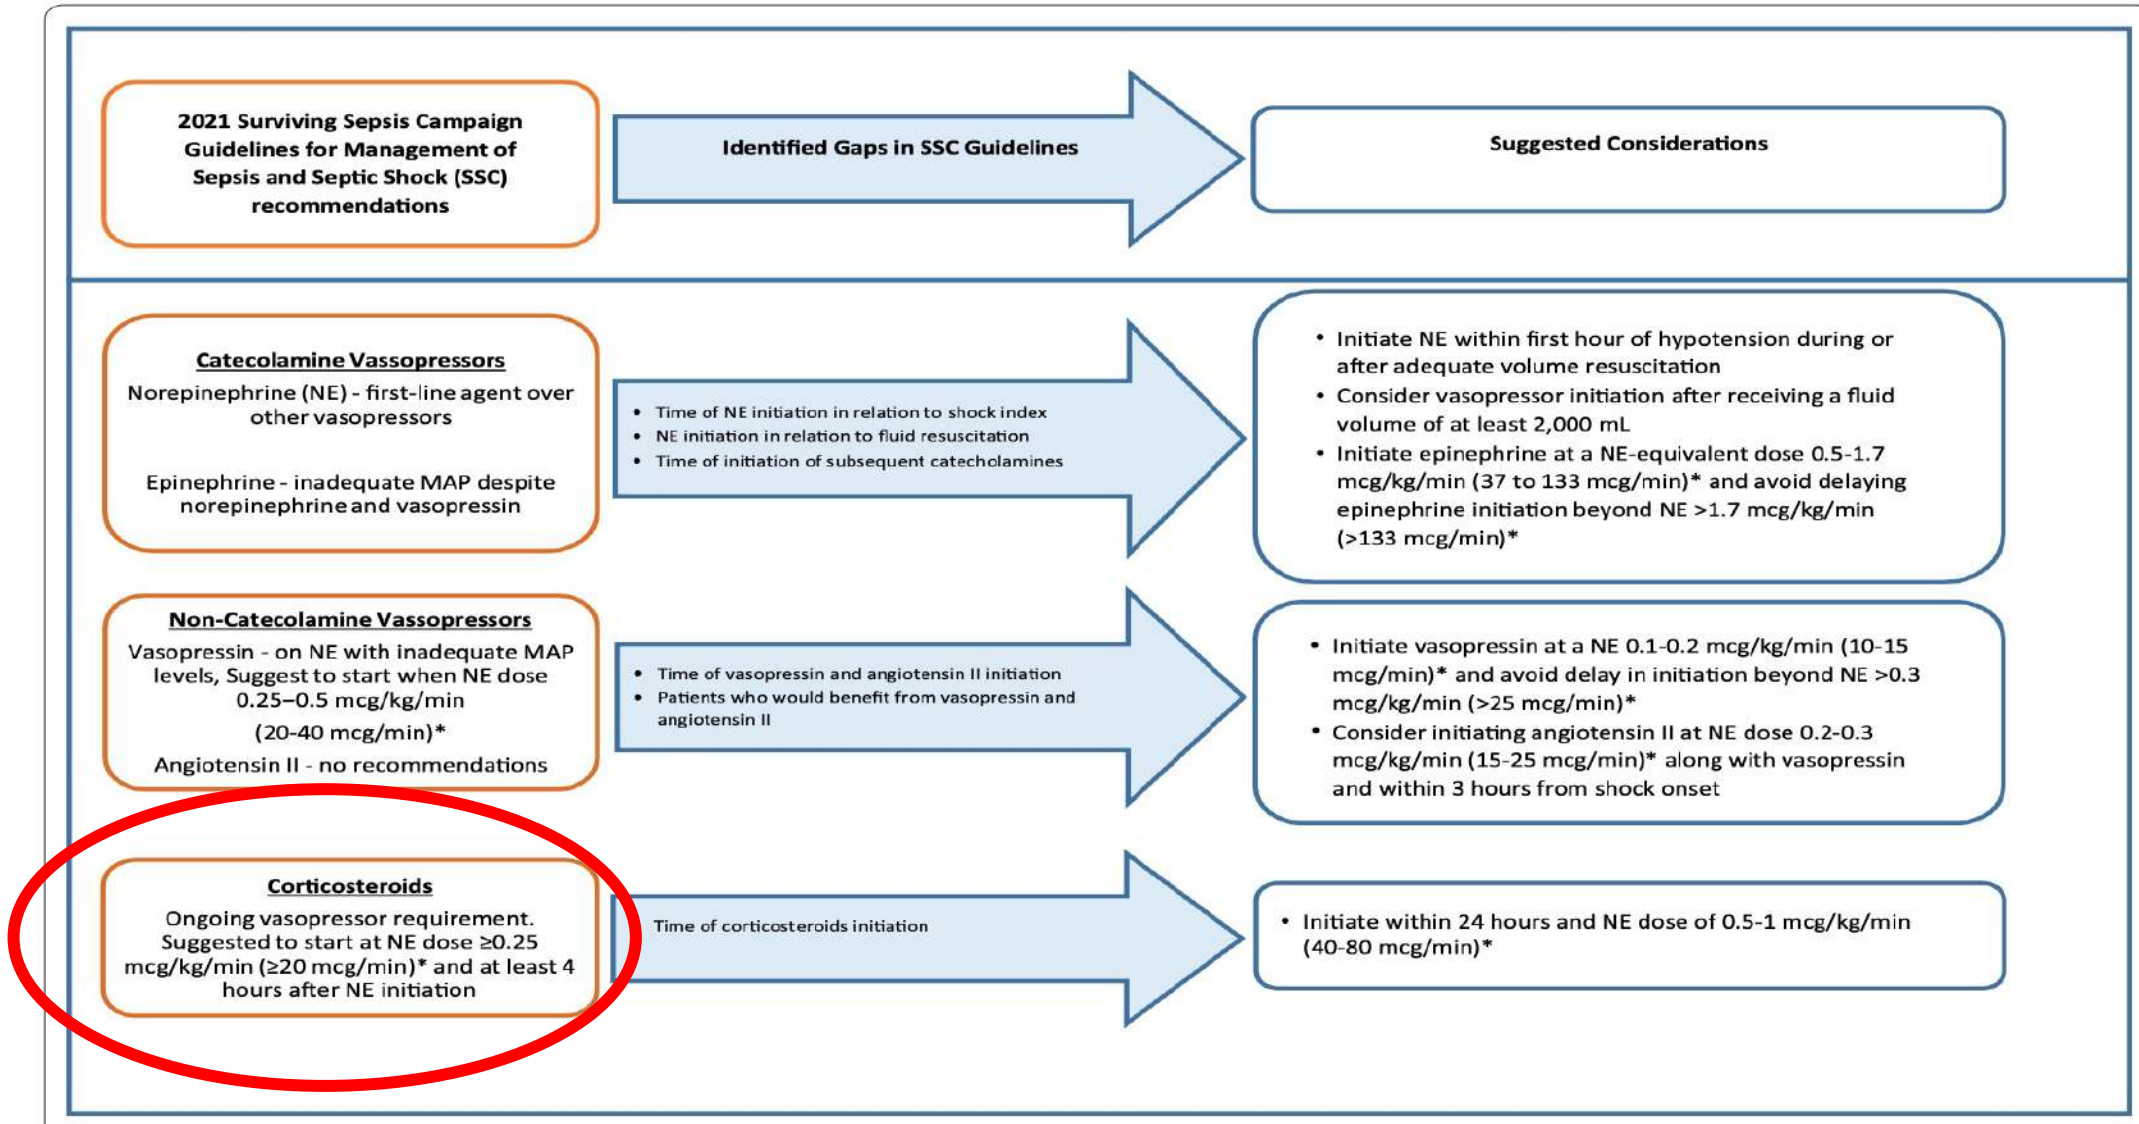 2021 Surviving Sepsis Campaign
Guidelines for Management of
Sepsis and Septic Shock (SSC)
recommendations
Identified Gaps in SSC Guidelines
Suggested Considerations
Catecolamine Vassopressors
Norepinephrine (NE) - first-line agent over
other vasopressors
Epinephrine - inadequate MAP despite
norepinephrine and vasopressin
• Time of NE initiation in relation to shock index
• NE initiation in relation to fluid resuscitation
• Time of initiation of subsequent catecholamines
• Initiate NE within first hour of hypotension during or
after adequate volume resuscitation
• Consider vasopressor initiation after receiving a fluid
volume of at least 2,000 mL
• Initiate epinephrine at a NE-equivalent dose 0.5-1.7
mcg/kg/min (37 to 133 mcg/min)* and avoid delaying
epinephrine initiation beyond NE >1.7 mcg/kg/min
(>133 mcg/min)*
Non-Catecolamine Vassopressors
Vasopressin - on NE with inadequate MAP
levels, Suggest to start when NE dose
0.25–0.5 mcg/kg/min
(20-40 mcg/min)*
Angiotensin II - no recommendations
• Time of vasopressin and angiotensin II initiation
• Patients who would benefit from vasopressin and
angiotensin II
• Initiate vasopressin at a NE 0.1-0.2 mcg/kg/min (10-15
mcg/min)* and avoid delay in initiation beyond NE >0.3
mcg/kg/min (>25 mcg/min)*
• Consider initiating angiotensin II at NE dose 0.2-0.3
mcg/kg/min (15-25 mcg/min)* along with vasopressin
and within 3 hours from shock onset
Corticosteroids
Ongoing vasopressor requirement.
Suggested to start at NE dose ≥0.25
mcg/kg/min (≥20 mcg/min)* and at least 4
hours after NE initiation
Time of corticosteroids initiation
• Initiate within 24 hours and NE dose of 0.5-1 mcg/kg/min
(40-80 mcg/min)*